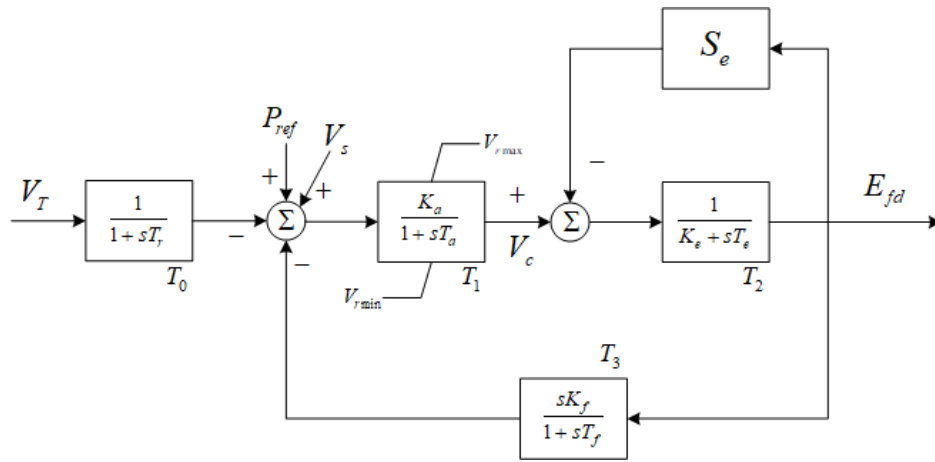 S_e
P_ref
V_s
V_r max
V_T
1
1 + sT_r
T_0
+
+
−
−
Σ
K_a
1 + sT_a
T_1
V_r min
+
V_c
−
Σ
1
K_e + sT_e
T_2
E_fd
T_3
sK_f
1 + sT_f